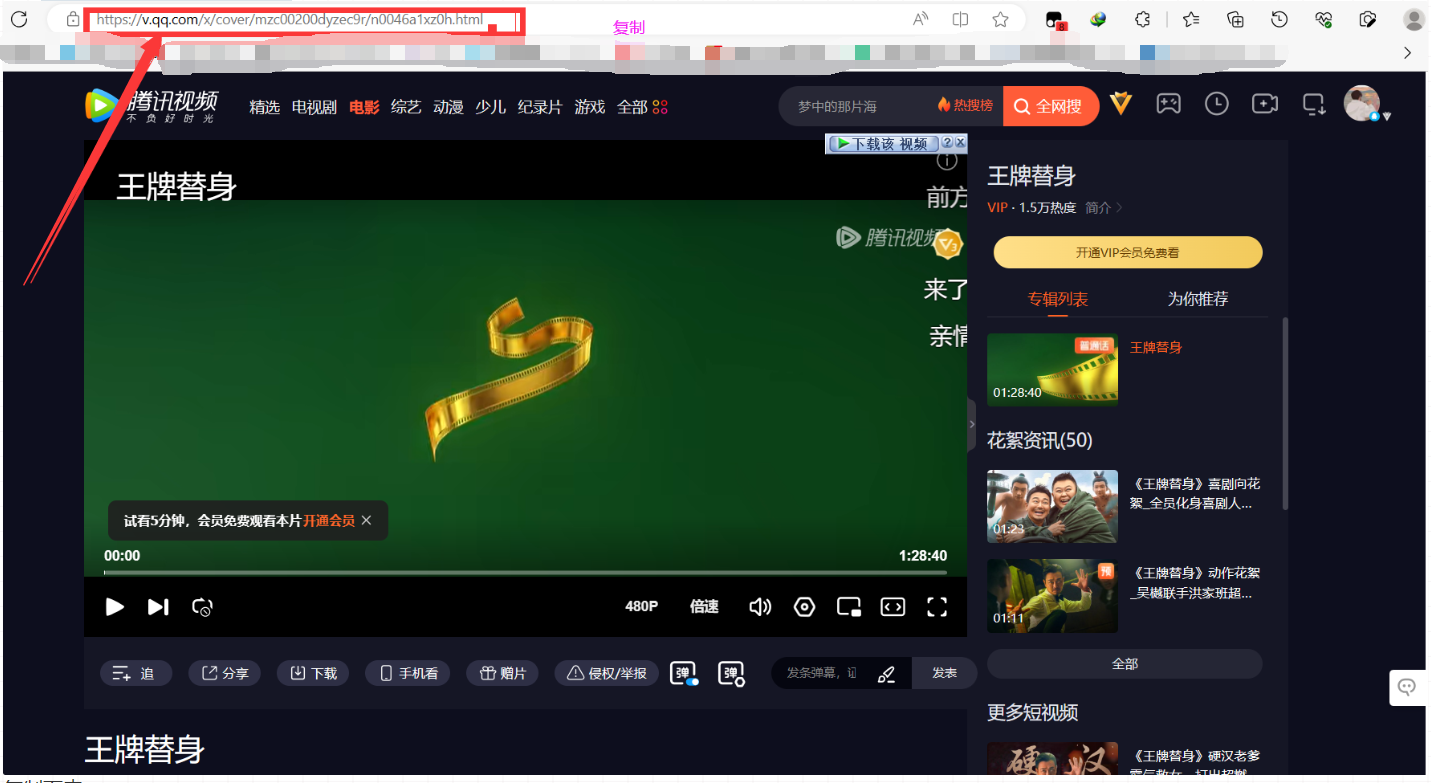 https://v.qq.com/x/cover/mzc00200dyzec9r/n0046a1xz0h.html
复制
8
腾讯视频
不负好时光
精选 电视剧 电影 综艺 动漫 少儿 纪录片 游戏 全部
梦中的那片海 热搜榜 全网搜
下载该 视频
王牌替身
前方
腾讯视频
来了
亲情
试看5分钟，会员免费观看本片开通会员
00:00 1:28:40
480P 倍速
追 分享 下载 手机看 赠片 侵权/举报 弹 弹 发条弹幕， 发表
王牌替身
王牌替身
VIP · 1.5万热度 简介
开通VIP会员免费看
专辑列表 为你推荐
普通话
01:28:40
王牌替身
花絮资讯(50)
01:23
《王牌替身》喜剧向花
絮_全员化身喜剧人...
预
01:11
《王牌替身》动作花絮
_吴樾联手洪家班超...
全部
更多短视频
硬汉
《王牌替身》硬汉老爹